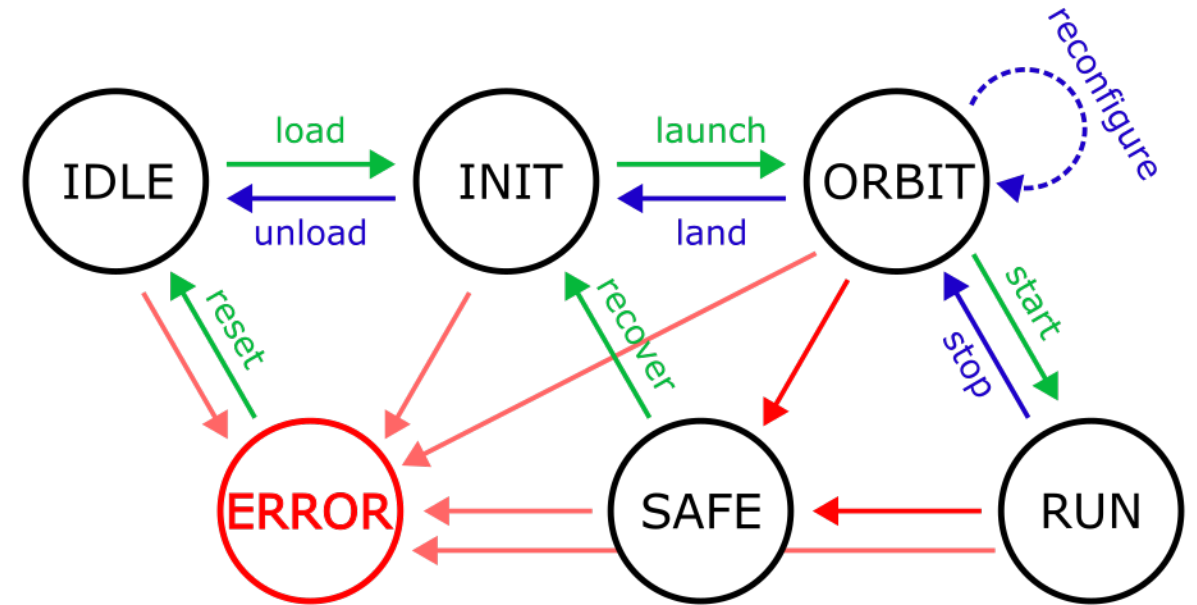 reconfigure
load
launch
IDLE
INIT
ORBIT
unload
land
reset
recover
start
stop
ERROR
SAFE
RUN